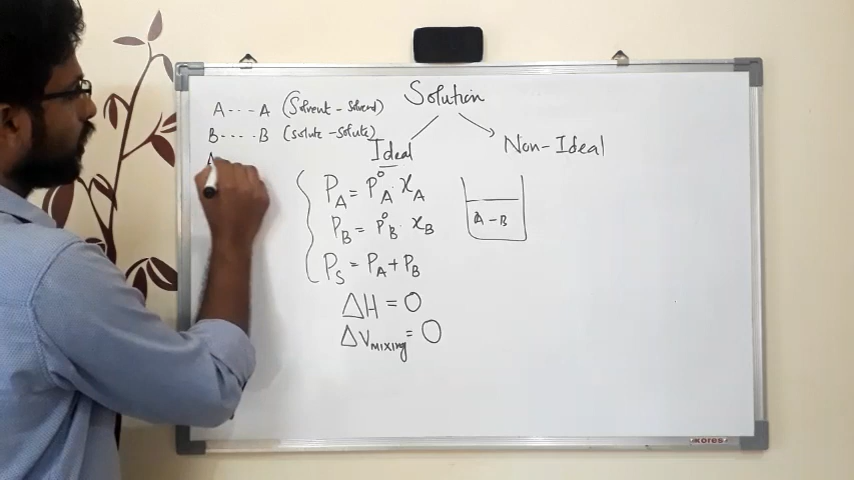 Solution
A---A (Solvent-Solvent)
B----B (Solute-Solute)
A
Ideal
Non-Ideal
P_A = P°_A · x_A
P_B = P°_B · x_B
P_S = P_A + P_B
A-B
ΔH = 0
ΔV_MIXING = 0
kores